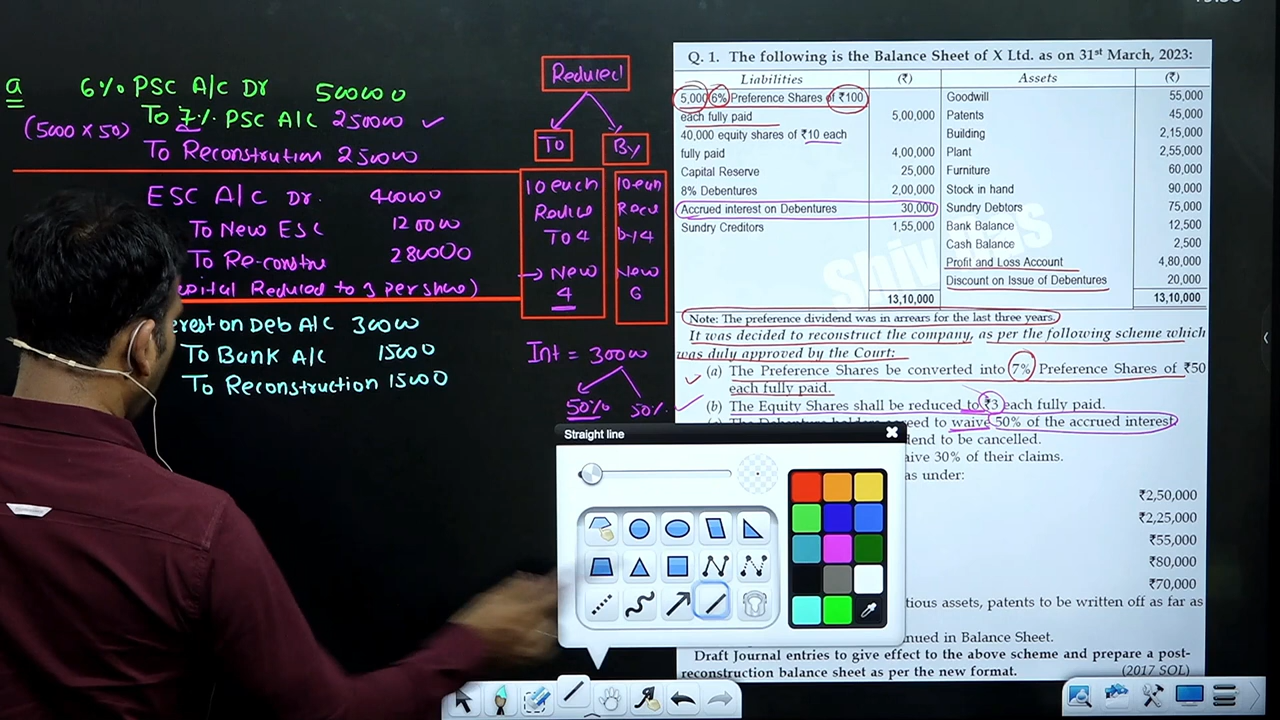 a
6% PSC A/C Dr 500000
To 7% PSC A/C 250000
(5000 x 50)
To Reconstrution 250000
ESC A/C Dr. 400000
To New ESC 120000
To Re-constru 280000
pital Reduced to 3 per share)
erest on Deb A/C 30000
To Bank A/C 15000
To Reconstruction 15000
Reduced
To By
10 each
Reduce
To 4
New
4
10 each
Redu
by 4
New
6
Int = 30000
50% 50%
Q. 1. The following is the Balance Sheet of X Ltd. as on 31st March, 2023:
Liabilities (₹) Assets (₹)
5,000 6% Preference Shares of ₹100 Goodwill 55,000
each fully paid 5,00,000 Patents 45,000
40,000 equity shares of ₹10 each Building 2,15,000
fully paid 4,00,000 Plant 2,55,000
Capital Reserve 25,000 Furniture 60,000
8% Debentures 2,00,000 Stock in hand 90,000
Accrued interest on Debentures 30,000 Sundry Debtors 75,000
Sundry Creditors 1,55,000 Bank Balance 12,500
Cash Balance 2,500
Profit and Loss Account 4,80,000
Discount on Issue of Debentures 20,000
13,10,000 13,10,000
Note: The preference dividend was in arrears for the last three years.
It was decided to reconstruct the company, as per the following scheme which
was duly approved by the Court:
(a) The Preference Shares be converted into 7% Preference Shares of ₹50
each fully paid.
(b) The Equity Shares shall be reduced to ₹3 each fully paid.
eed to waive 50% of the accrued interest.
dend to be cancelled.
aive 30% of their claims.
as under:
₹2,50,000
₹2,25,000
₹55,000
₹80,000
₹70,000
tious assets, patents to be written off as far as
nued in Balance Sheet.
Draft Journal entries to give effect to the above scheme and prepare a post-
reconstruction balance sheet as per the new format. (2017 SOL)
Straight line